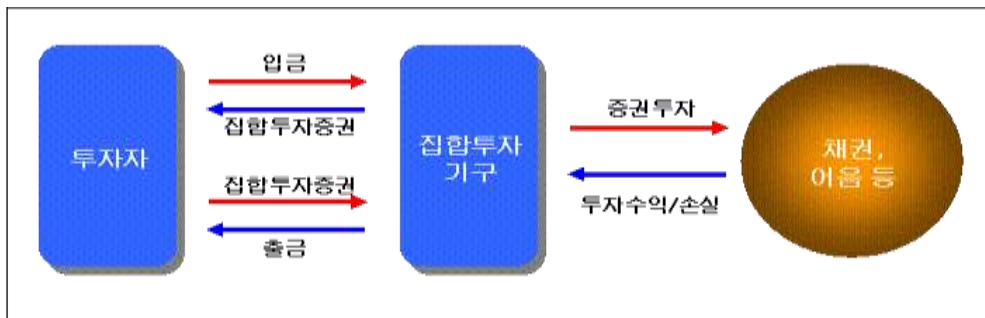 투자자
입금
집합투자증권
집합투자증권
출금
집합투자
기구
증권투자
투자수익/손실
채권,
어음 등